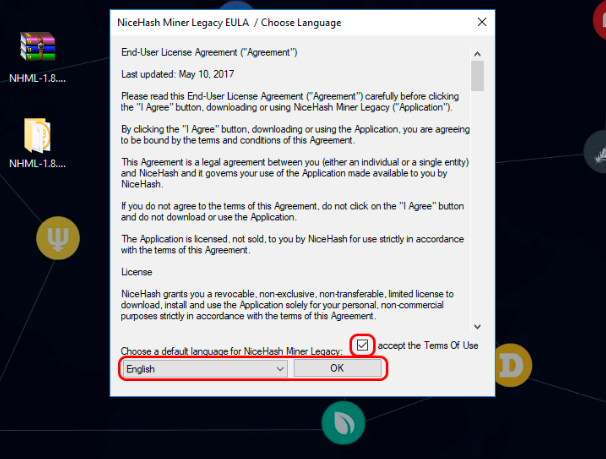 NiceHash Miner Legacy EULA / Choose Language
End-User License Agreement ("Agreement")
Last updated: May 10, 2017
Please read this End-User License Agreement ("Agreement") carefully before clicking
the "I Agree" button, downloading or using NiceHash Miner Legacy ("Application").
By clicking the "I Agree" button, downloading or using the Application, you are agreeing
to be bound by the terms and conditions of this Agreement.
This Agreement is a legal agreement between you (either an individual or a single entity)
and NiceHash and it governs your use of the Application made available to you by
NiceHash.
If you do not agree to the terms of this Agreement, do not click on the "I Agree" button
and do not download or use the Application.
The Application is licensed, not sold, to you by NiceHash for use strictly in accordance
with the terms of this Agreement.
License
NiceHash grants you a revocable, non-exclusive, non-transferable, limited license to
download, install and use the Application solely for your personal, non-commercial
purposes strictly in accordance with the terms of this Agreement.
Choose a default language for NiceHash Miner Legacy:
accept the Terms Of Use
English
OK
NHML-1.8....
NHML-1.8....